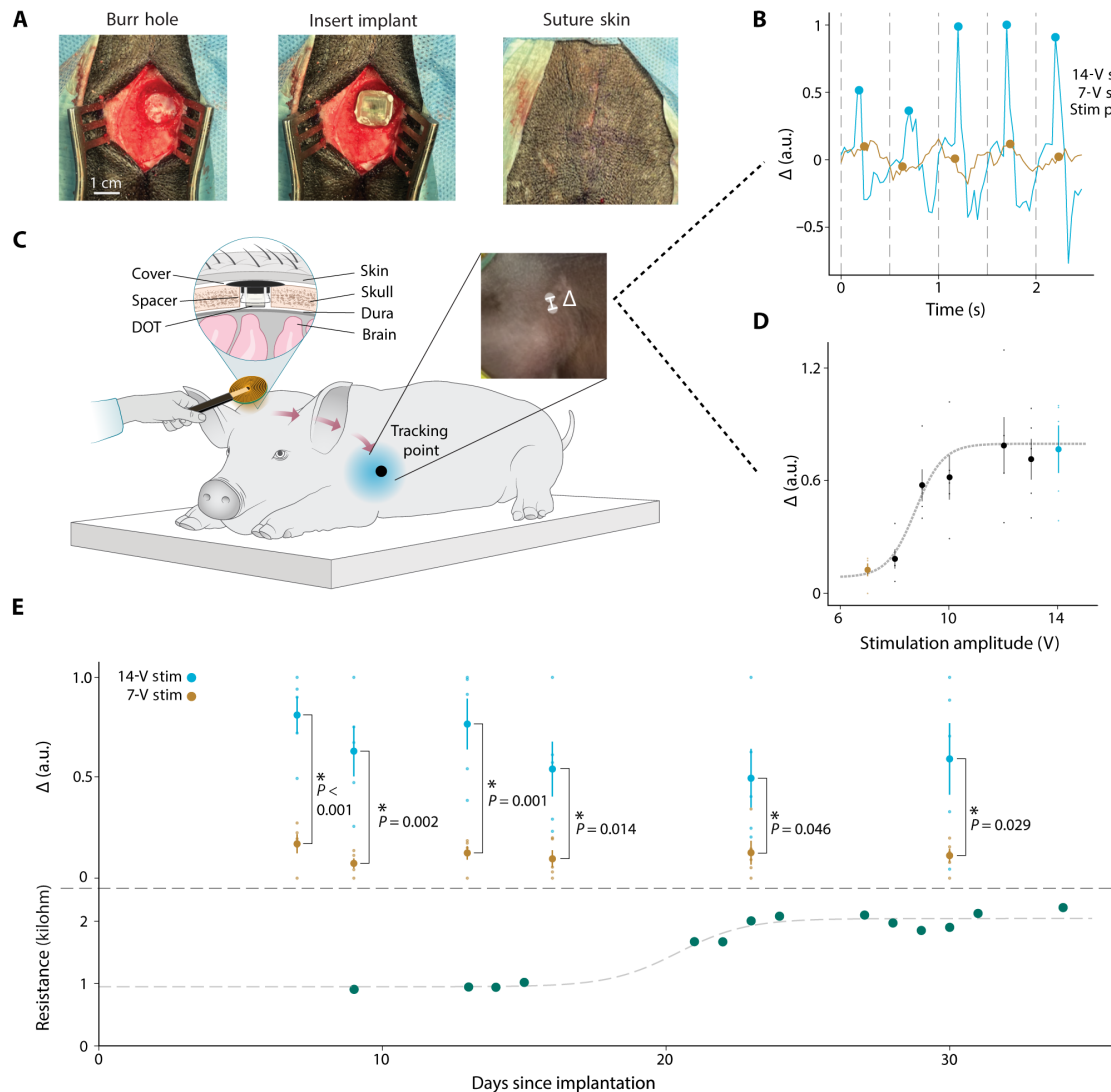 A
Burr hole
Insert implant
Suture skin
1 cm
B
1
0.5
0
−0.5
Δ (a.u.)
0
1
2
Time (s)
14-V s
7-V s
Stim p
C
Cover
Spacer
DOT
Skin
Skull
Dura
Brain
Δ
Tracking
point
D
1.2
0.6
0
Δ (a.u.)
6
10
14
Stimulation amplitude (V)
E
14-V stim
7-V stim
1.0
0.5
0
Δ (a.u.)
*
P <
0.001
*
P = 0.002
*
P = 0.001
*
P = 0.014
*
P = 0.046
*
P = 0.029
2
1
0
Resistance (kilohm)
0
10
20
30
Days since implantation